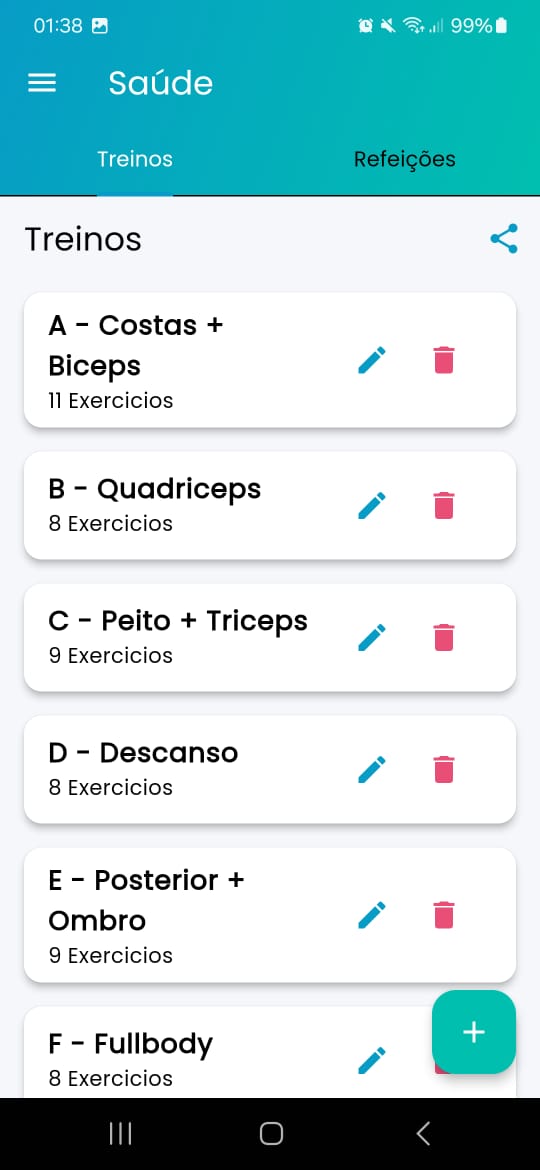 01:38 99%
Saúde
Treinos Refeições
Treinos
A - Costas +
Biceps
11 Exercicios
B - Quadriceps
8 Exercicios
C - Peito + Triceps
9 Exercicios
D - Descanso
8 Exercicios
E - Posterior +
Ombro
9 Exercicios
F - Fullbody
8 Exercicios